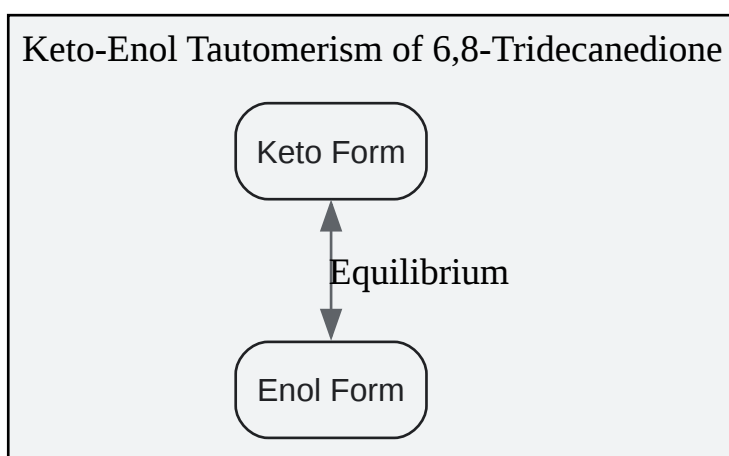 Keto-Enol Tautomerism of 6,8-Tridecanedione
Keto Form
Equilibrium
Enol Form